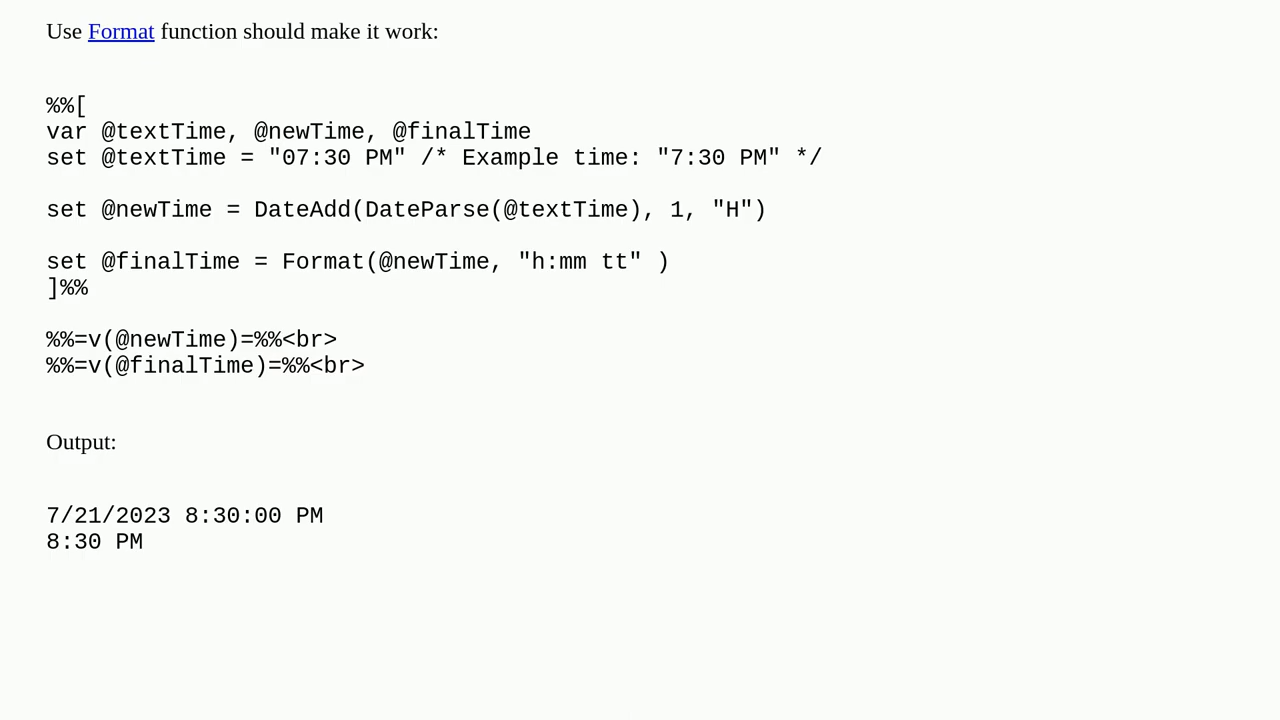 Use Format function should make it work:
%%[
var @textTime, @newTime, @finalTime
set @textTime = "07:30 PM" /* Example time: "7:30 PM" */
set @newTime = DateAdd(DateParse(@textTime), 1, "H")
set @finalTime = Format(@newTime, "h:mm tt" )
]%%
%%=v(@newTime)=%%<br>
%%=v(@finalTime)=%%<br>
Output:
7/21/2023 8:30:00 PM
8:30 PM